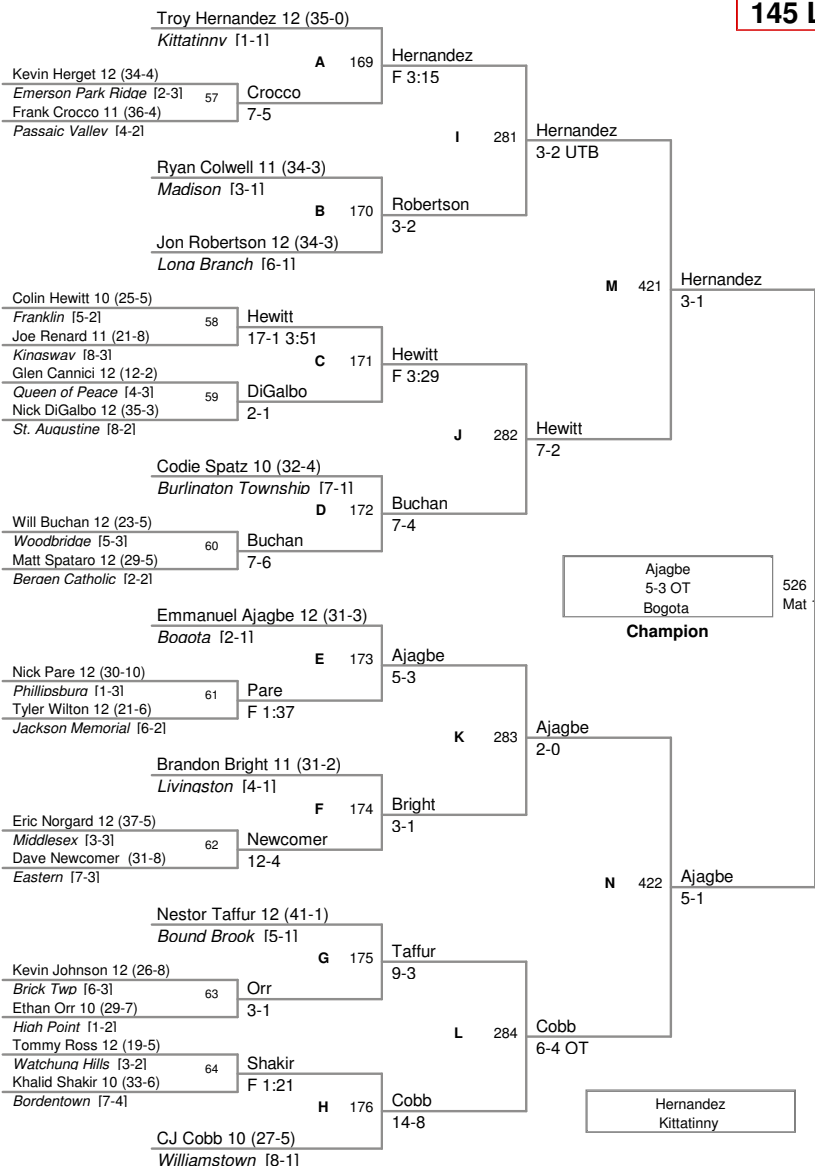 145 L
Troy Hernandez 12 (35-0)
Kittatinny [1-1]
A 169
Hernandez
F 3:15
Kevin Herget 12 (34-4)
Emerson Park Ridge [2-3]
57
Crocco
7-5
Frank Crocco 11 (36-4)
Passaic Valley [4-2]
I 281
Hernandez
3-2 UTB
Ryan Colwell 11 (34-3)
Madison [3-1]
B 170
Robertson
3-2
Jon Robertson 12 (34-3)
Long Branch [6-1]
M 421
Hernandez
3-1
Colin Hewitt 10 (25-5)
Franklin [5-2]
58
Hewitt
17-1 3:51
Joe Renard 11 (21-8)
Kingsway [8-3]
C 171
Hewitt
F 3:29
Glen Cannici 12 (12-2)
Queen of Peace [4-3]
59
DiGalbo
2-1
Nick DiGalbo 12 (35-3)
St. Augustine [8-2]
J 282
Hewitt
7-2
Codie Spatz 10 (32-4)
Burlington Township [7-1]
D 172
Buchan
7-4
Will Buchan 12 (23-5)
Woodbridge [5-3]
60
Buchan
7-6
Matt Spataro 12 (29-5)
Bergen Catholic [2-2]
Ajagbe
5-3 OT
Bogota
Champion
526
Mat
Emmanuel Ajagbe 12 (31-3)
Bogota [2-1]
E 173
Ajagbe
5-3
Nick Pare 12 (30-10)
Phillipsburg [1-3]
61
Pare
F 1:37
Tyler Wilton 12 (21-6)
Jackson Memorial [6-2]
K 283
Ajagbe
2-0
Brandon Bright 11 (31-2)
Livingston [4-1]
F 174
Bright
3-1
Eric Norgard 12 (37-5)
Middlesex [3-3]
62
Newcomer
12-4
Dave Newcomer (31-8)
Eastern [7-3]
N 422
Ajagbe
5-1
Nestor Taffur 12 (41-1)
Bound Brook [5-1]
G 175
Taffur
9-3
Kevin Johnson 12 (26-8)
Brick Twp [6-3]
63
Orr
3-1
Ethan Orr 10 (29-7)
High Point [1-2]
L 284
Cobb
6-4 OT
Tommy Ross 12 (19-5)
Watchung Hills [3-2]
64
Shakir
F 1:21
Khalid Shakir 10 (33-6)
Bordentown [7-4]
H 176
Cobb
14-8
CJ Cobb 10 (27-5)
Williamstown [8-1]
Hernandez
Kittatinny